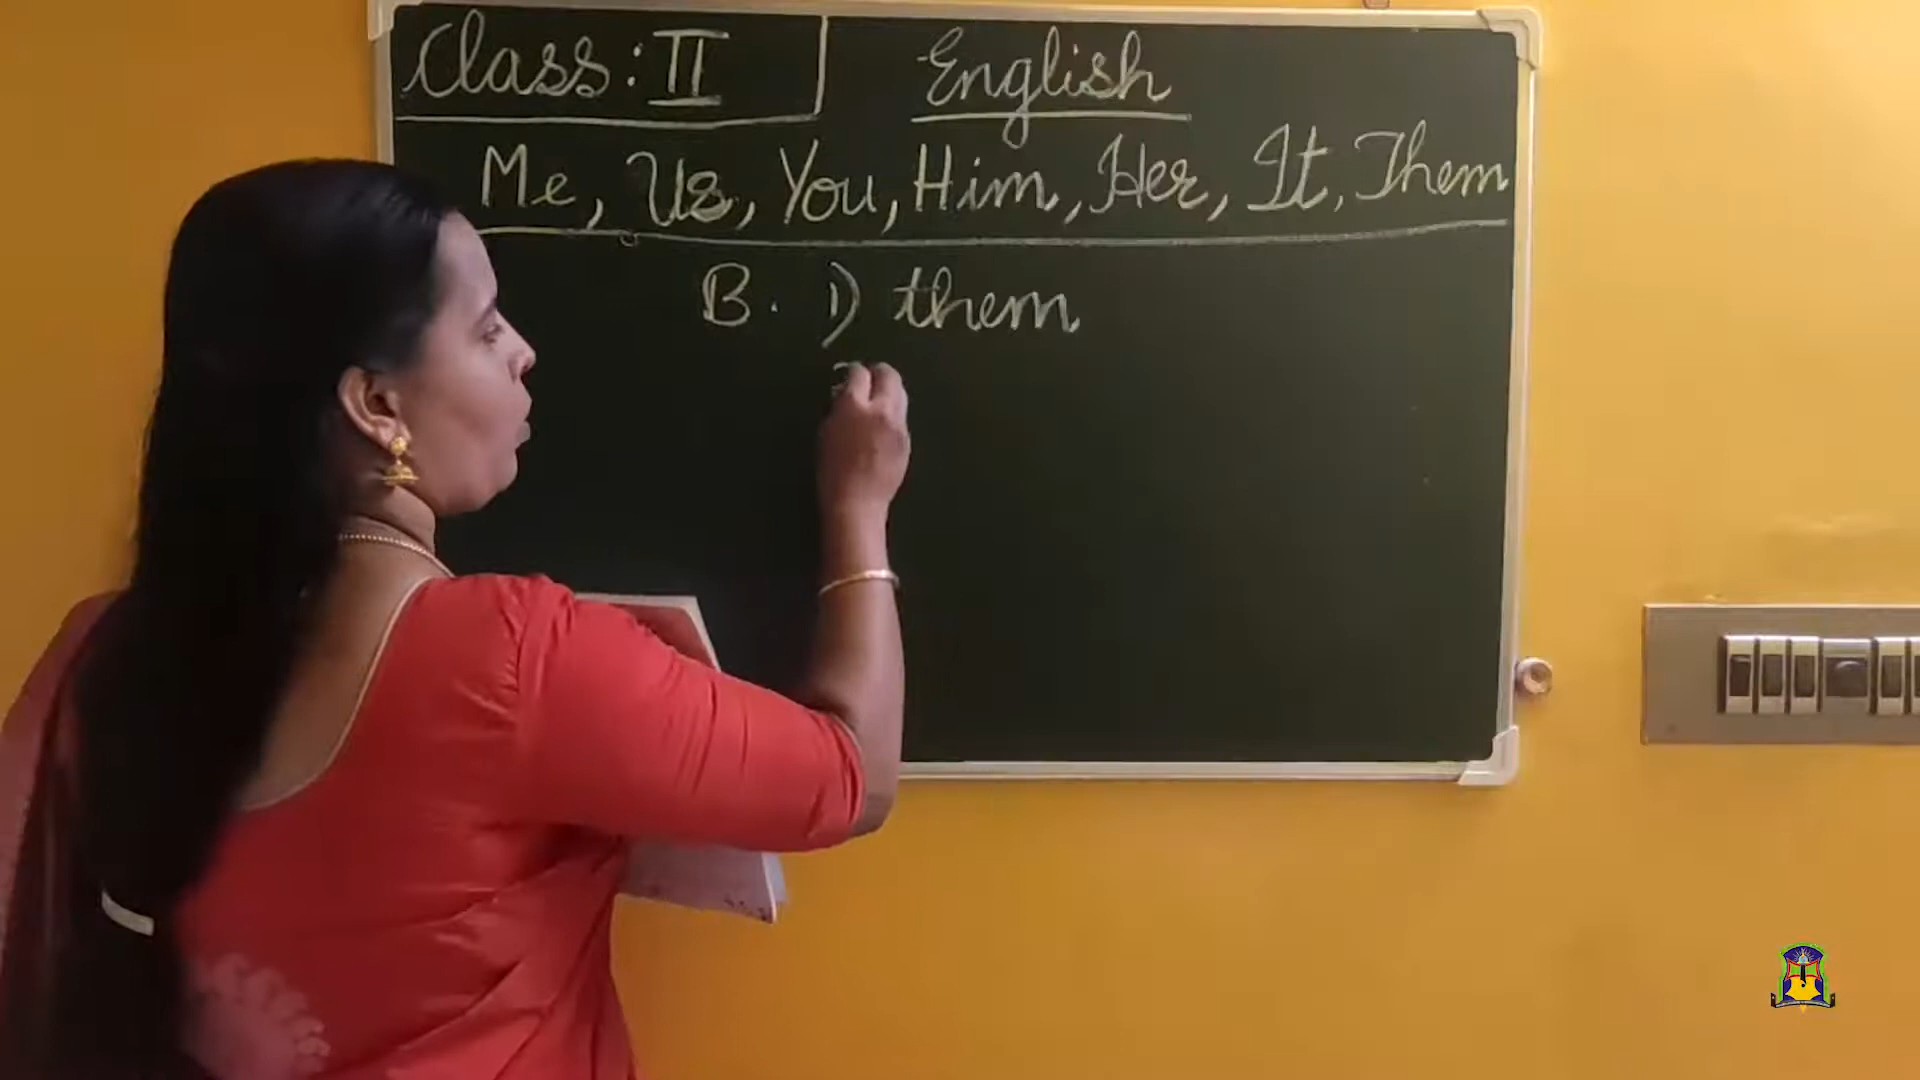 Class: II English
Me, Us, You, Him, Her, It, Them
B. 1) them